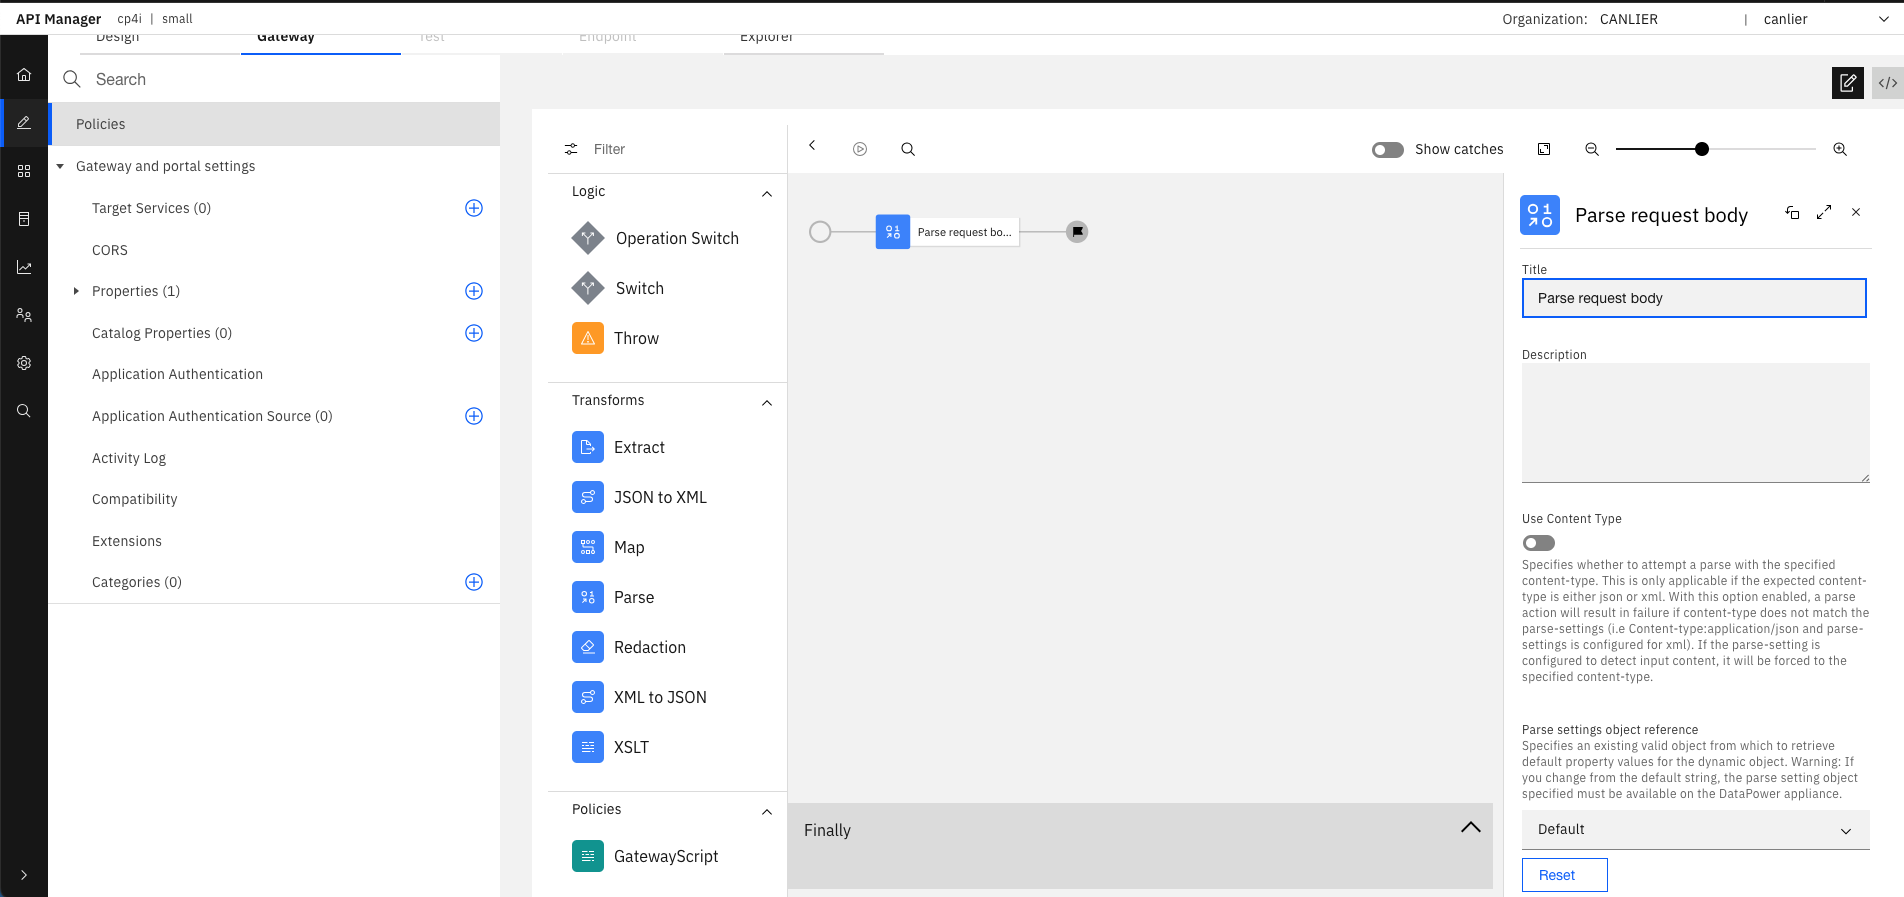 API Manager cp4i | small
Organization: CANLIER | canlier
Design Gateway Test Endpoint Explorer
Search
Policies
Gateway and portal settings
Target Services (0)
CORS
Properties (1)
Catalog Properties (0)
Application Authentication
Application Authentication Source (0)
Activity Log
Compatibility
Extensions
Categories (0)
Filter
Logic
Operation Switch
Switch
Throw
Transforms
Extract
JSON to XML
Map
Parse
Redaction
XML to JSON
XSLT
Policies
GatewayScript
Show catches
</>
Parse request bo...
Finally
Parse request body
Title
Parse request body
Description
Use Content Type
Specifies whether to attempt a parse with the specified
content-type. This is only applicable if the expected content-
type is either json or xml. With this option enabled, a parse
action will result in failure if content-type does not match the
parse-settings (i.e Content-type:application/json and parse-
settings is configured for xml). If the parse-setting is
configured to detect input content, it will be forced to the
specified content-type.
Parse settings object reference
Specifies an existing valid object from which to retrieve
default property values for the dynamic object. Warning: If
you change from the default string, the parse setting object
specified must be available on the DataPower appliance.
Default
Reset